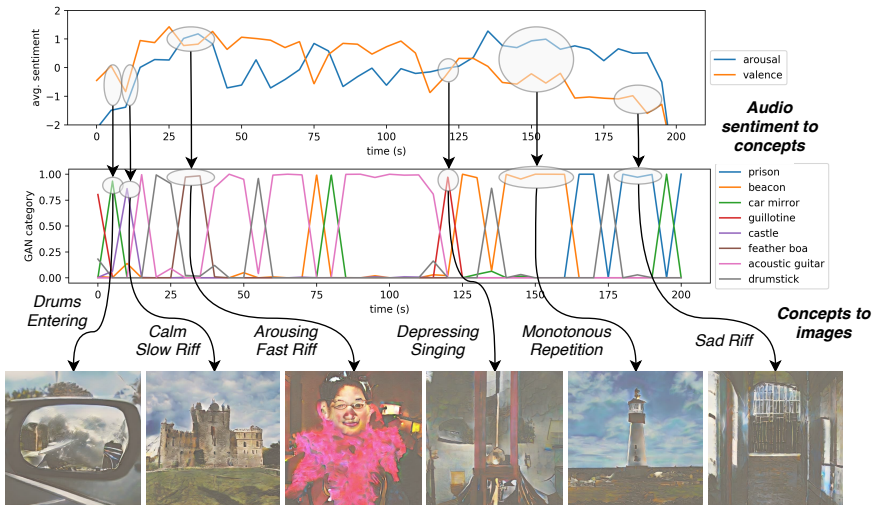 2
1
0
−1
−2
avg. sentiment
0
25
50
75
100
125
150
175
200
time (s)
arousal
valence
Audio
sentiment to
concepts
1.00
0.75
0.50
0.25
0.00
GAN category
0
25
50
75
100
125
150
175
200
time (s)
prison
beacon
car mirror
guillotine
castle
feather boa
acoustic guitar
drumstick
Drums
Entering
Calm
Slow Riff
Arousing
Fast Riff
Depressing
Singing
Monotonous
Repetition
Sad Riff
Concepts to
images